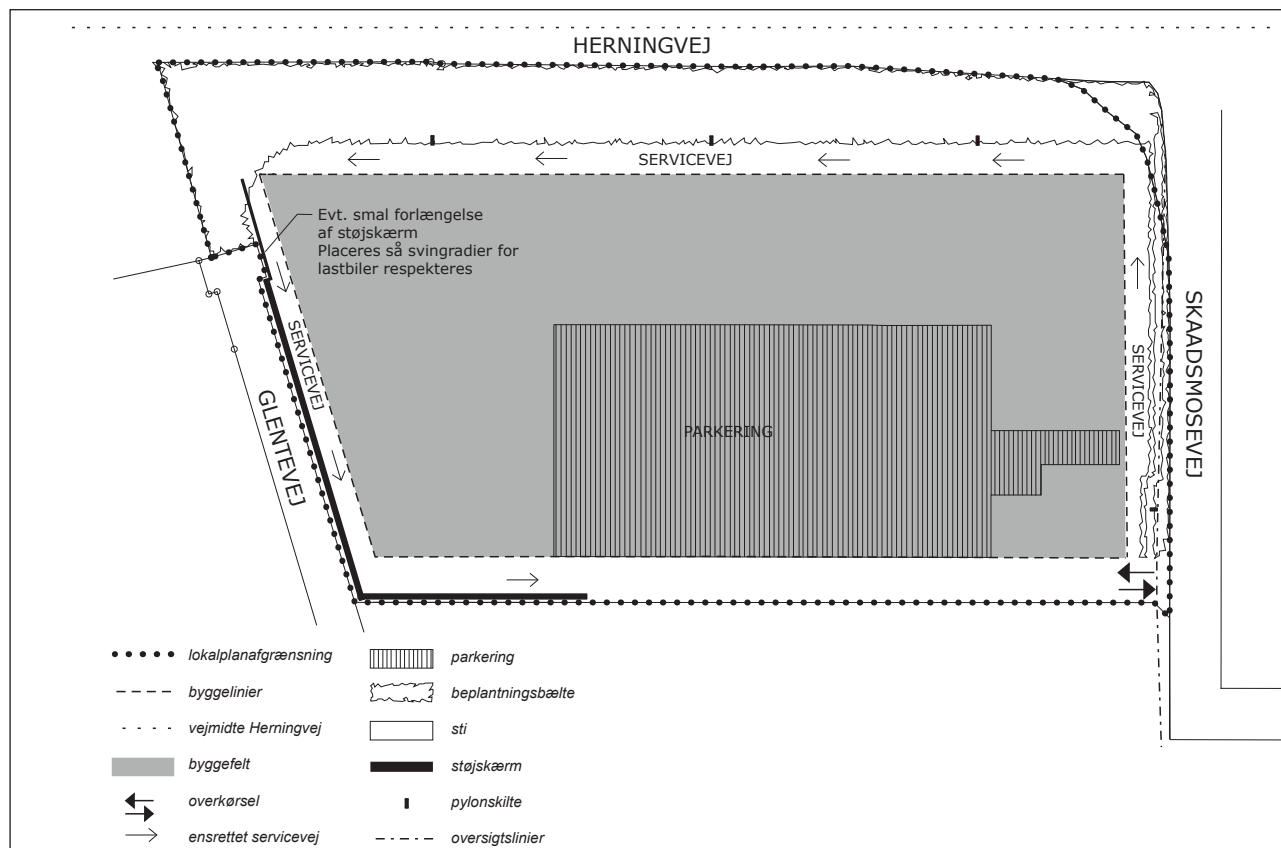 HERNINGVEJ
SERVICEVEJ
Evt. smal forlængelse
af støjskærm
Placeres så svingradier for
lastbiler respekteres
SERVICEVEJ
GLENTEVEJ
PARKERING
SERVICEVEJ
SKAADSMOSEVEJ
lokalplanafgrænsning
byggelinier
vejmidte Herningvej
byggefelt
overkørsel
ensrettet servicevej
parkering
beplantningsbælte
sti
støjskærm
pylonskilte
oversigtslinier